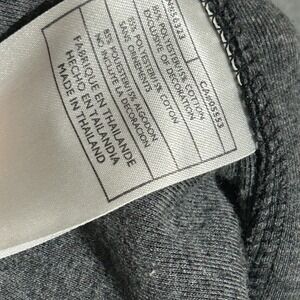 85% POLYESTER/15% COTTON
EXCLUSIVE OF DECORATION
85% POLYESTER/15% COTON
SANS ORNEMENTS
85% POLIÉSTER/15% ALGODÓN
NO INCLUYE LA DECORACIÓN
FABRIQUÉ EN THAÏLANDE
HECHO EN TAILANDIA
MADE IN THAILAND